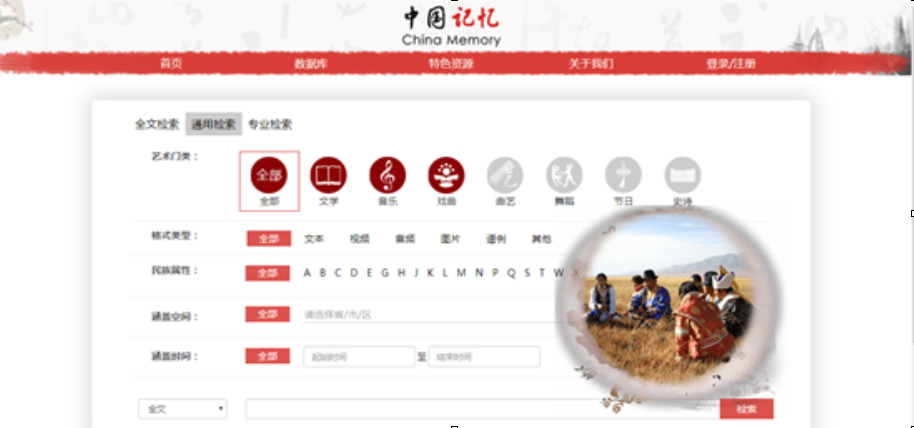 中国记忆
China Memory
首页 数据库 特色资源 关于我们 登录/注册
全文检索 通用检索 专业检索
艺术门类：
全部
全部 文学 音乐 戏曲 曲艺 舞蹈 节日 史诗
格式类型： 全部 文本 视频 音频 图片 谱例 其他
民族属性： 全部 A B C D E G H J K L M N P Q S T W X
涵盖空间： 全部 请选择省/市/区
涵盖时间： 全部 起始时间 至 结束时间
全文 检索